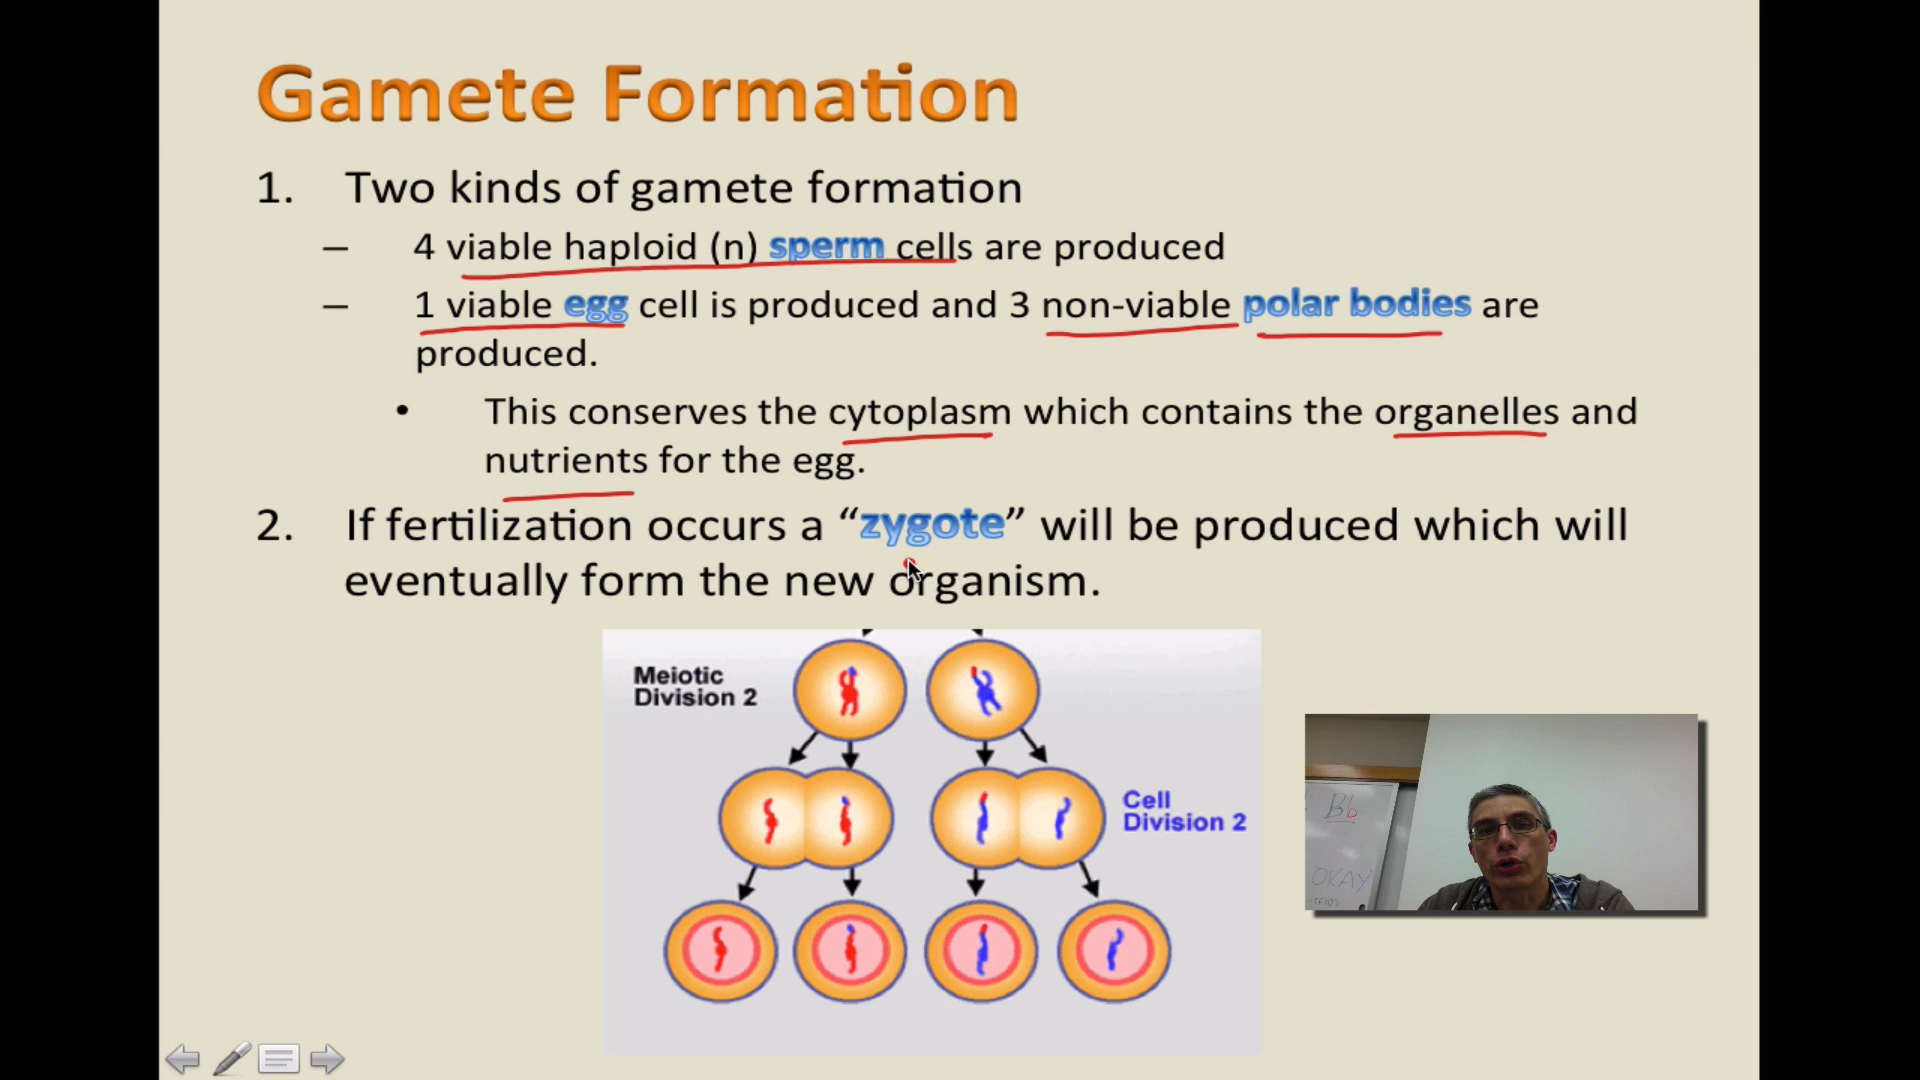 Gamete Formation
1. Two kinds of gamete formation
– 4 viable haploid (n) sperm cells are produced
– 1 viable egg cell is produced and 3 non-viable polar bodies are
produced.
• This conserves the cytoplasm which contains the organelles and
nutrients for the egg.
2. If fertilization occurs a “zygote” will be produced which will
eventually form the new organism.
Meiotic
Division 2
Cell
Division 2
Bb
OKAY